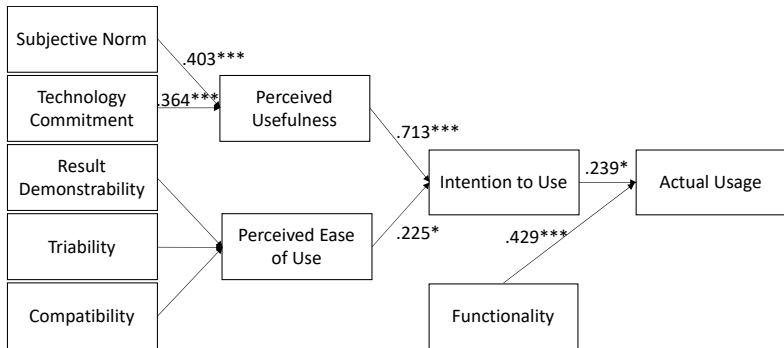 Subjective Norm
.403***
Technology
Commitment
.364***
Perceived
Usefulness
.713***
Result
Demonstrability
Intention to Use
.239*
Actual Usage
Triability
Perceived Ease
of Use
.225*
.429***
Compatibility
Functionality